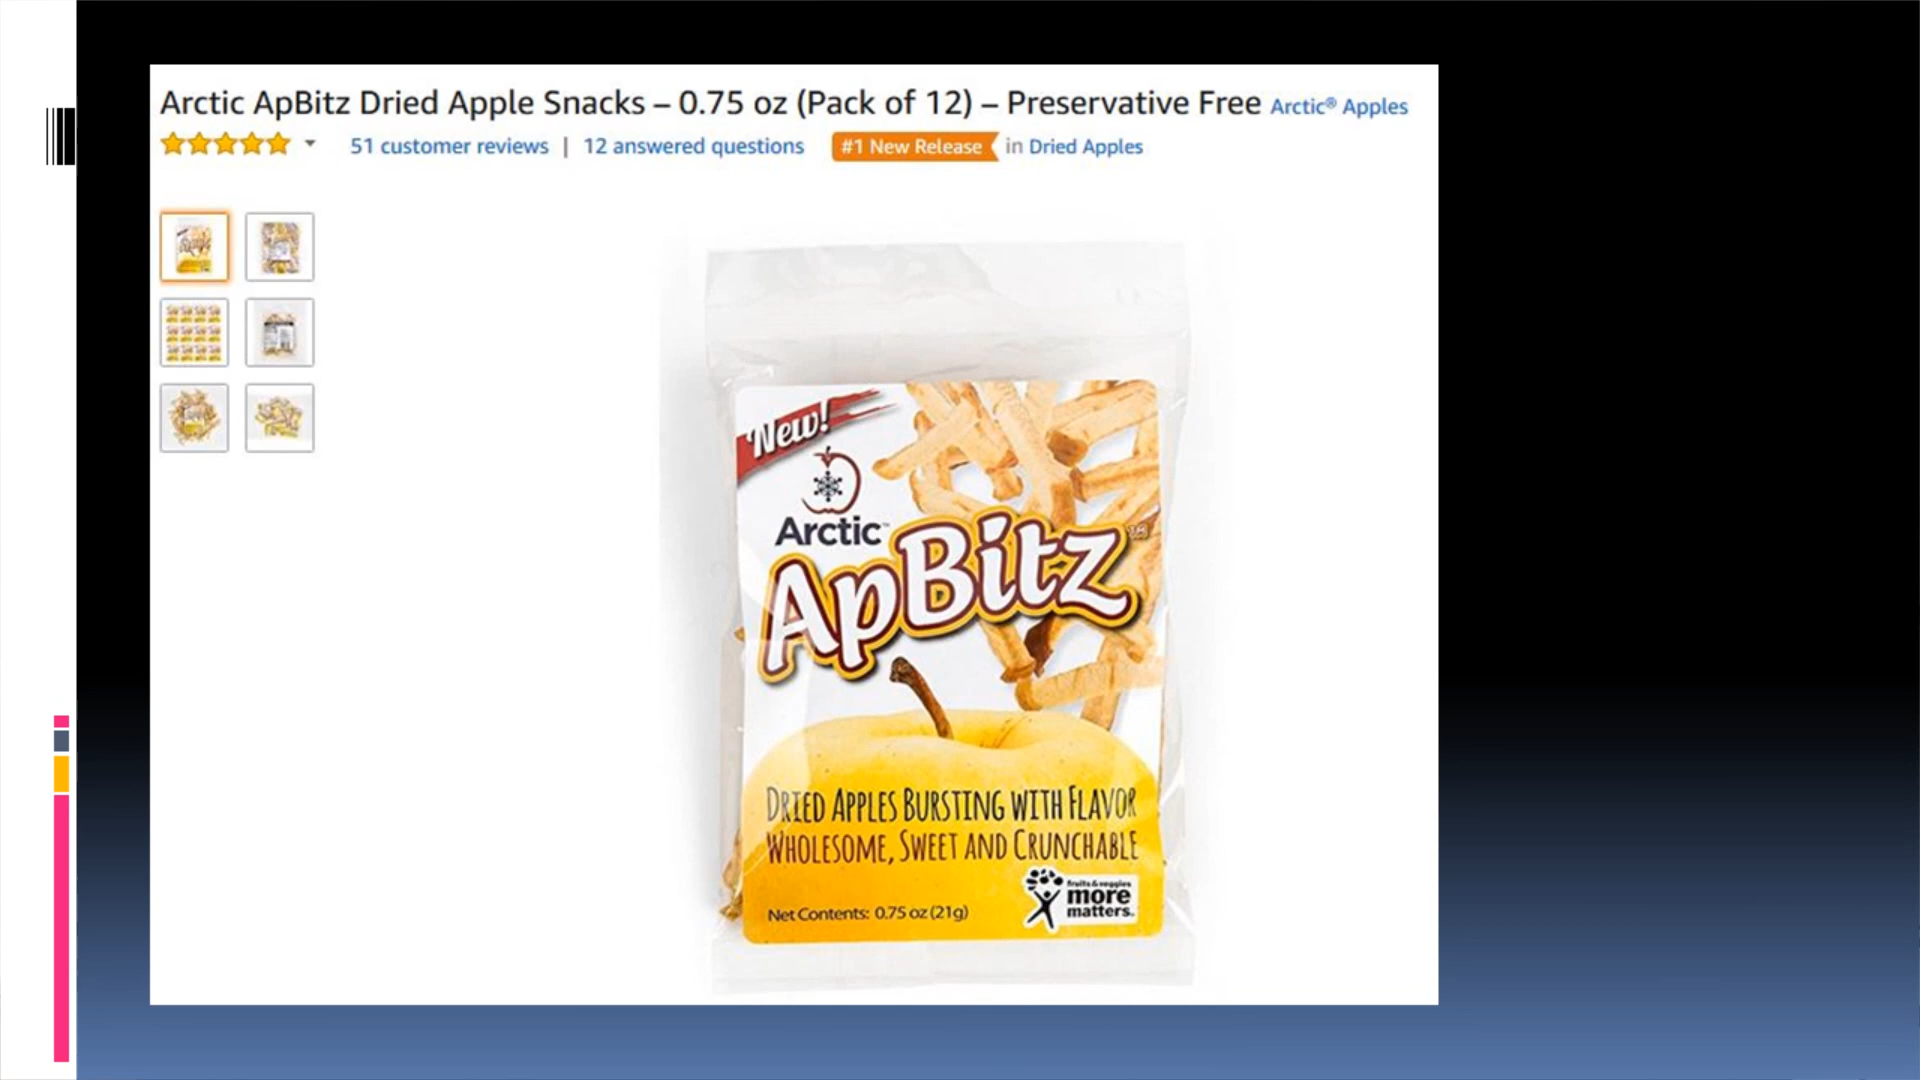 Arctic ApBitz Dried Apple Snacks – 0.75 oz (Pack of 12) – Preservative Free Arctic® Apples
51 customer reviews | 12 answered questions #1 New Release in Dried Apples
New!
Arctic™
ApBitz™
DRIED APPLES BURSTING WITH FLAVOR
WHOLESOME, SWEET AND CRUNCHABLE
fruits & veggies
more
matters.
Net Contents: 0.75 oz (21g)